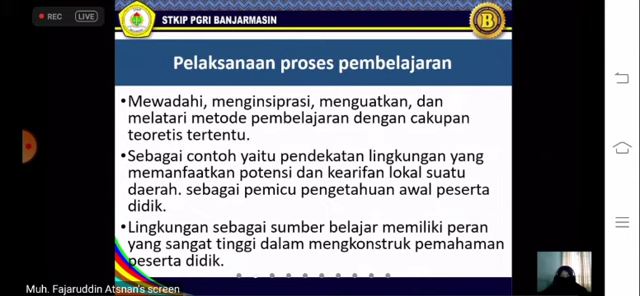 REC LIVE
STKIP PGRI BANJARMASIN
B
Pelaksanaan proses pembelajaran
•Mewadahi, menginsiprasi, menguatkan, dan
melatari metode pembelajaran dengan cakupan
teoretis tertentu.
•Sebagai contoh yaitu pendekatan lingkungan yang
memanfaatkan potensi dan kearifan lokal suatu
daerah. sebagai pemicu pengetahuan awal peserta
didik.
•Lingkungan sebagai sumber belajar memiliki peran
yang sangat tinggi dalam mengkonstruk pemahaman
peserta didik.
Muh. Fajaruddin Atsnan's screen